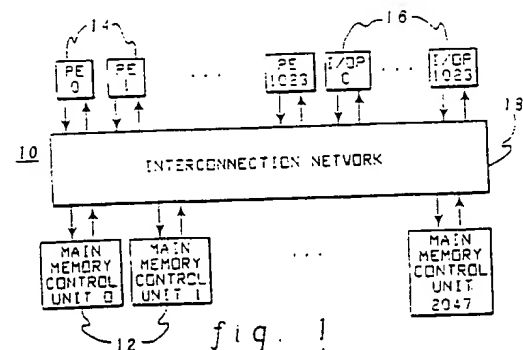 14
16
PE
0
PE
1
. . .
PE
1023
I/OP
0
. . .
I/OP
1023
18
10
INTERCONNECTION NETWORK
MAIN
MEMORY
CONTROL
UNIT 0
MAIN
MEMORY
CONTROL
UNIT 1
. . .
MAIN
MEMORY
CONTROL
UNIT
2047
12
fig. 1